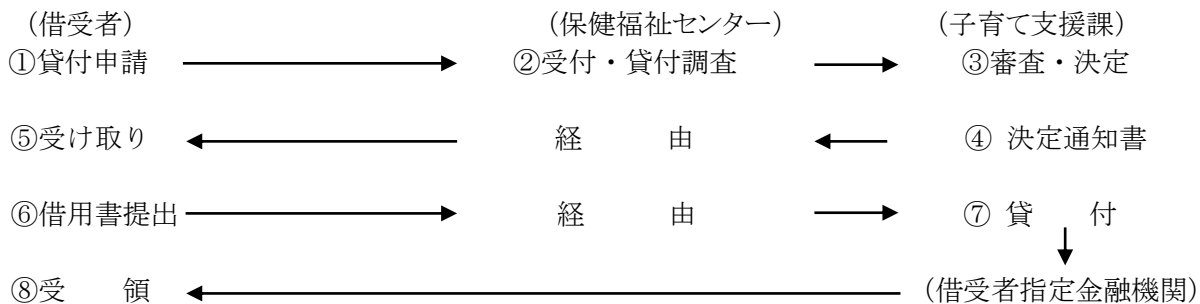 （借受者） （保健福祉センター） （子育て支援課）
①貸付申請 ②受付・貸付調査 ③審査・決定
⑤受け取り 経 由 ④ 決定通知書
⑥借用書提出 経 由 ⑦ 貸 付
⑧受 領 （借受者指定金融機関）